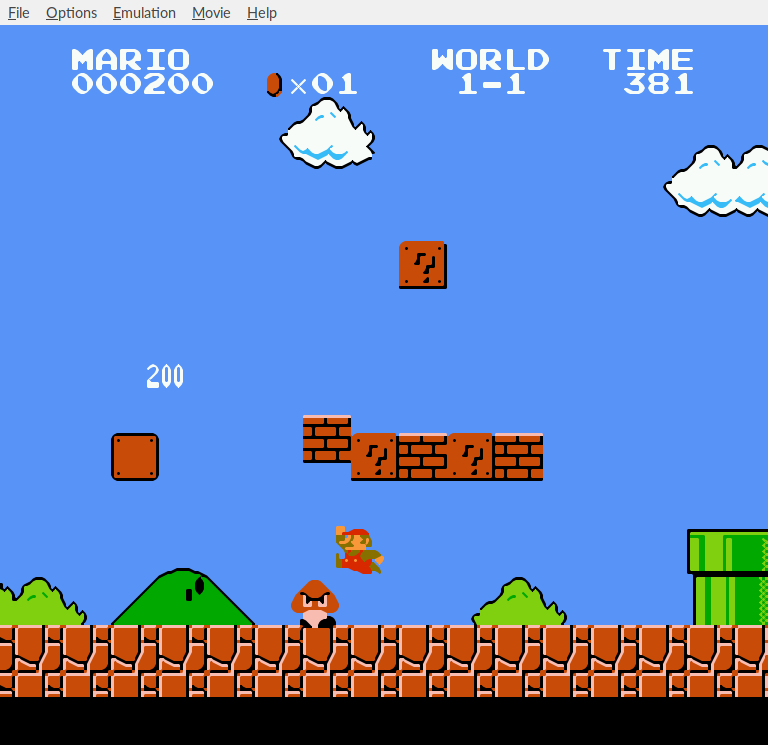 File Options Emulation Movie Help
MARIO WORLD TIME
000200 ×01 1-1 381
?
200
? ?